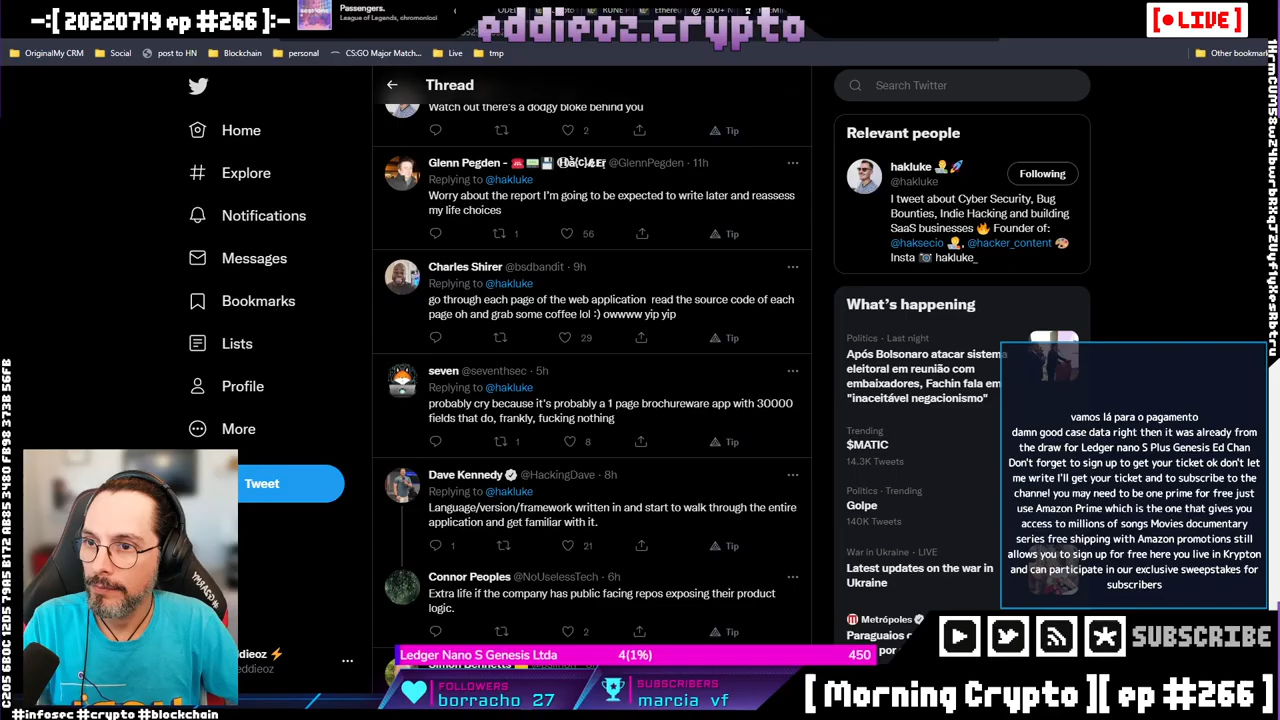 -:[ 20220719 ep #266 ]:-
Passengers.
League of Legends, chromonicci
eddieoz.crypto
[ ● LIVE ]
OriginalMy CRM
Social
post to HN
Blockchain
personal
CS:GO Major Match...
Live
tmp
Other bookmar
Home
Explore
Notifications
Messages
Bookmarks
Lists
Profile
More
Tweet
Thread
Watch out there's a dodgy bloke behind you
2
Tip
Glenn Pegden - @GlennPegden · 11h
Replying to @hakluke
Worry about the report I'm going to be expected to write later and reassess
my life choices
1
56
Tip
Charles Shirer @bsdbandit · 9h
Replying to @hakluke
go through each page of the web application read the source code of each
page oh and grab some coffee lol :) owwww yip yip
29
Tip
seven @seventhsec · 5h
Replying to @hakluke
probably cry because it's probably a 1 page brochureware app with 30000
fields that do, frankly, fucking nothing
1
8
Tip
Dave Kennedy @HackingDave · 8h
Replying to @hakluke
Language/version/framework written in and start to walk through the entire
application and get familiar with it.
1
21
Tip
Connor Peoples @NoUselessTech · 6h
Extra life if the company has public facing repos exposing their product
logic.
2
Tip
Search Twitter
Relevant people
hakluke
@hakluke
Following
I tweet about Cyber Security, Bug
Bounties, Indie Hacking and building
SaaS businesses 🔥 Founder of:
@haksecio , @hacker_content
Insta hakluke_
What's happening
Politics · Last night
Após Bolsonaro atacar sistema
eleitoral em reunião com
embaixadores, Fachin fala em
"inaceitável negacionismo"
Trending
$MATIC
14.3K Tweets
Politics · Trending
Golpe
140K Tweets
War in Ukraine · LIVE
Latest updates on the war in
Ukraine
Metrópoles
Paraguaios
vamos lá para o pagamento
damn good case data right then it was already from
the draw for Ledger nano S Plus Genesis Ed Chan
Don't forget to sign up to get your ticket ok don't let
me write I'll get your ticket and to subscribe to the
channel you may need to be one prime for free just
use Amazon Prime which is the one that gives you
access to millions of songs Movies documentary
series free shipping with Amazon promotions still
allows you to sign up for free here you live in Krypton
and can participate in our exclusive sweepstakes for
subscribers
SUBSCRIBE
Ledger Nano S Genesis Ltda 4(1%) 450
FOLLOWERS
borracho 27
SUBSCRIBERS
marcia vf
[ Morning Crypto ][ ep #266 ]
#infosec #crypto #blockchain